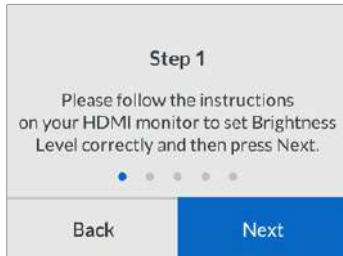 Step 1
Please follow the instructions
on your HDMI monitor to set Brightness
Level correctly and then press Next.
Back
Next